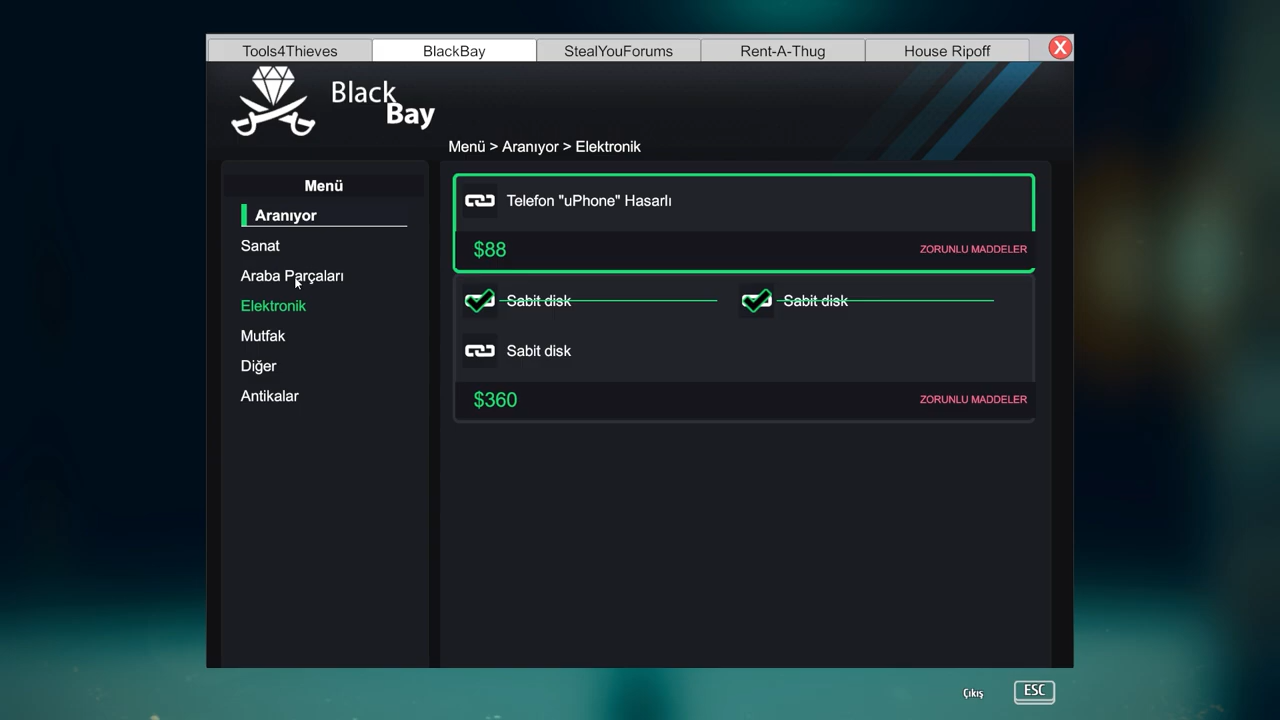 Tools4Thieves
BlackBay
StealYouForums
Rent-A-Thug
House Ripoff
X
Black
Bay
Menü > Aranıyor > Elektronik
Menü
Aranıyor
Sanat
Araba Parçaları
Elektronik
Mutfak
Diğer
Antikalar
Telefon "uPhone" Hasarlı
$88 ZORUNLU MADDELER
Sabit disk Sabit disk
Sabit disk
$360 ZORUNLU MADDELER
Çıkış ESC